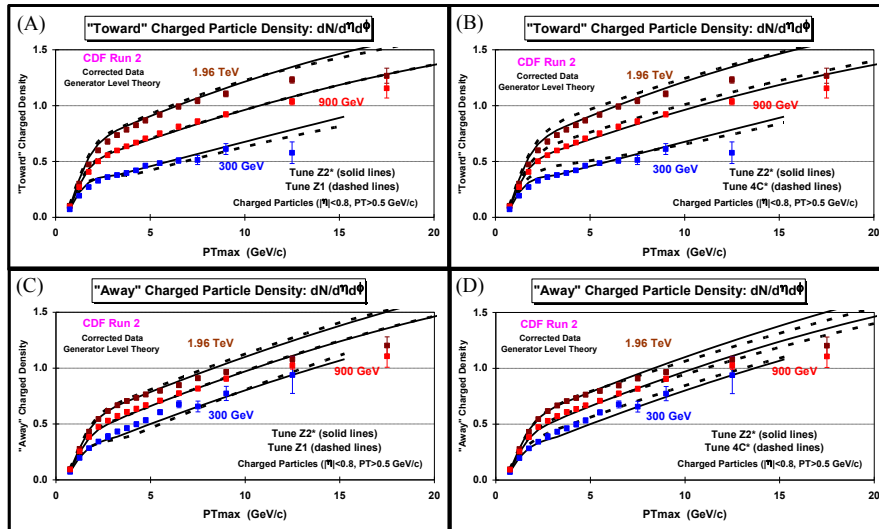 (A)
"Toward" Charged Particle Density: dN/dηdϕ
1.5
1.0
0.5
0.0
"Toward" Charged Density
CDF Run 2
Corrected Data
Generator Level Theory
1.96 TeV
900 GeV
300 GeV
Tune Z2* (solid lines)
Tune Z1 (dashed lines)
Charged Particles (|η|<0.8, PT>0.5 GeV/c)
0 5 10 15 20
PTmax (GeV/c)
(B)
"Toward" Charged Particle Density: dN/dηdϕ
1.5
1.0
0.5
0.0
"Toward" Charged Density
CDF Run 2
Corrected Data
Generator Level Theory
1.96 TeV
900 GeV
300 GeV
Tune Z2* (solid lines)
Tune 4C* (dashed lines)
Charged Particles (|η|<0.8, PT>0.5 GeV/c)
0 5 10 15 20
PTmax (GeV/c)
(C)
"Away" Charged Particle Density: dN/dηdϕ
1.5
1.0
0.5
0.0
"Away" Charged Density
CDF Run 2
Corrected Data
Generator Level Theory
1.96 TeV
900 GeV
300 GeV
Tune Z2* (solid lines)
Tune Z1 (dashed lines)
Charged Particles (|η|<0.8, PT>0.5 GeV/c)
0 5 10 15 20
PTmax (GeV/c)
(D)
"Away" Charged Particle Density: dN/dηdϕ
1.5
1.0
0.5
0.0
"Away" Charged Density
CDF Run 2
Corrected Data
Generator Level Theory
1.96 TeV
900 GeV
300 GeV
Tune Z2* (solid lines)
Tune 4C* (dashed lines)
Charged Particles (|η|<0.8, PT>0.5 GeV/c)
0 5 10 15 20
PTmax (GeV/c)